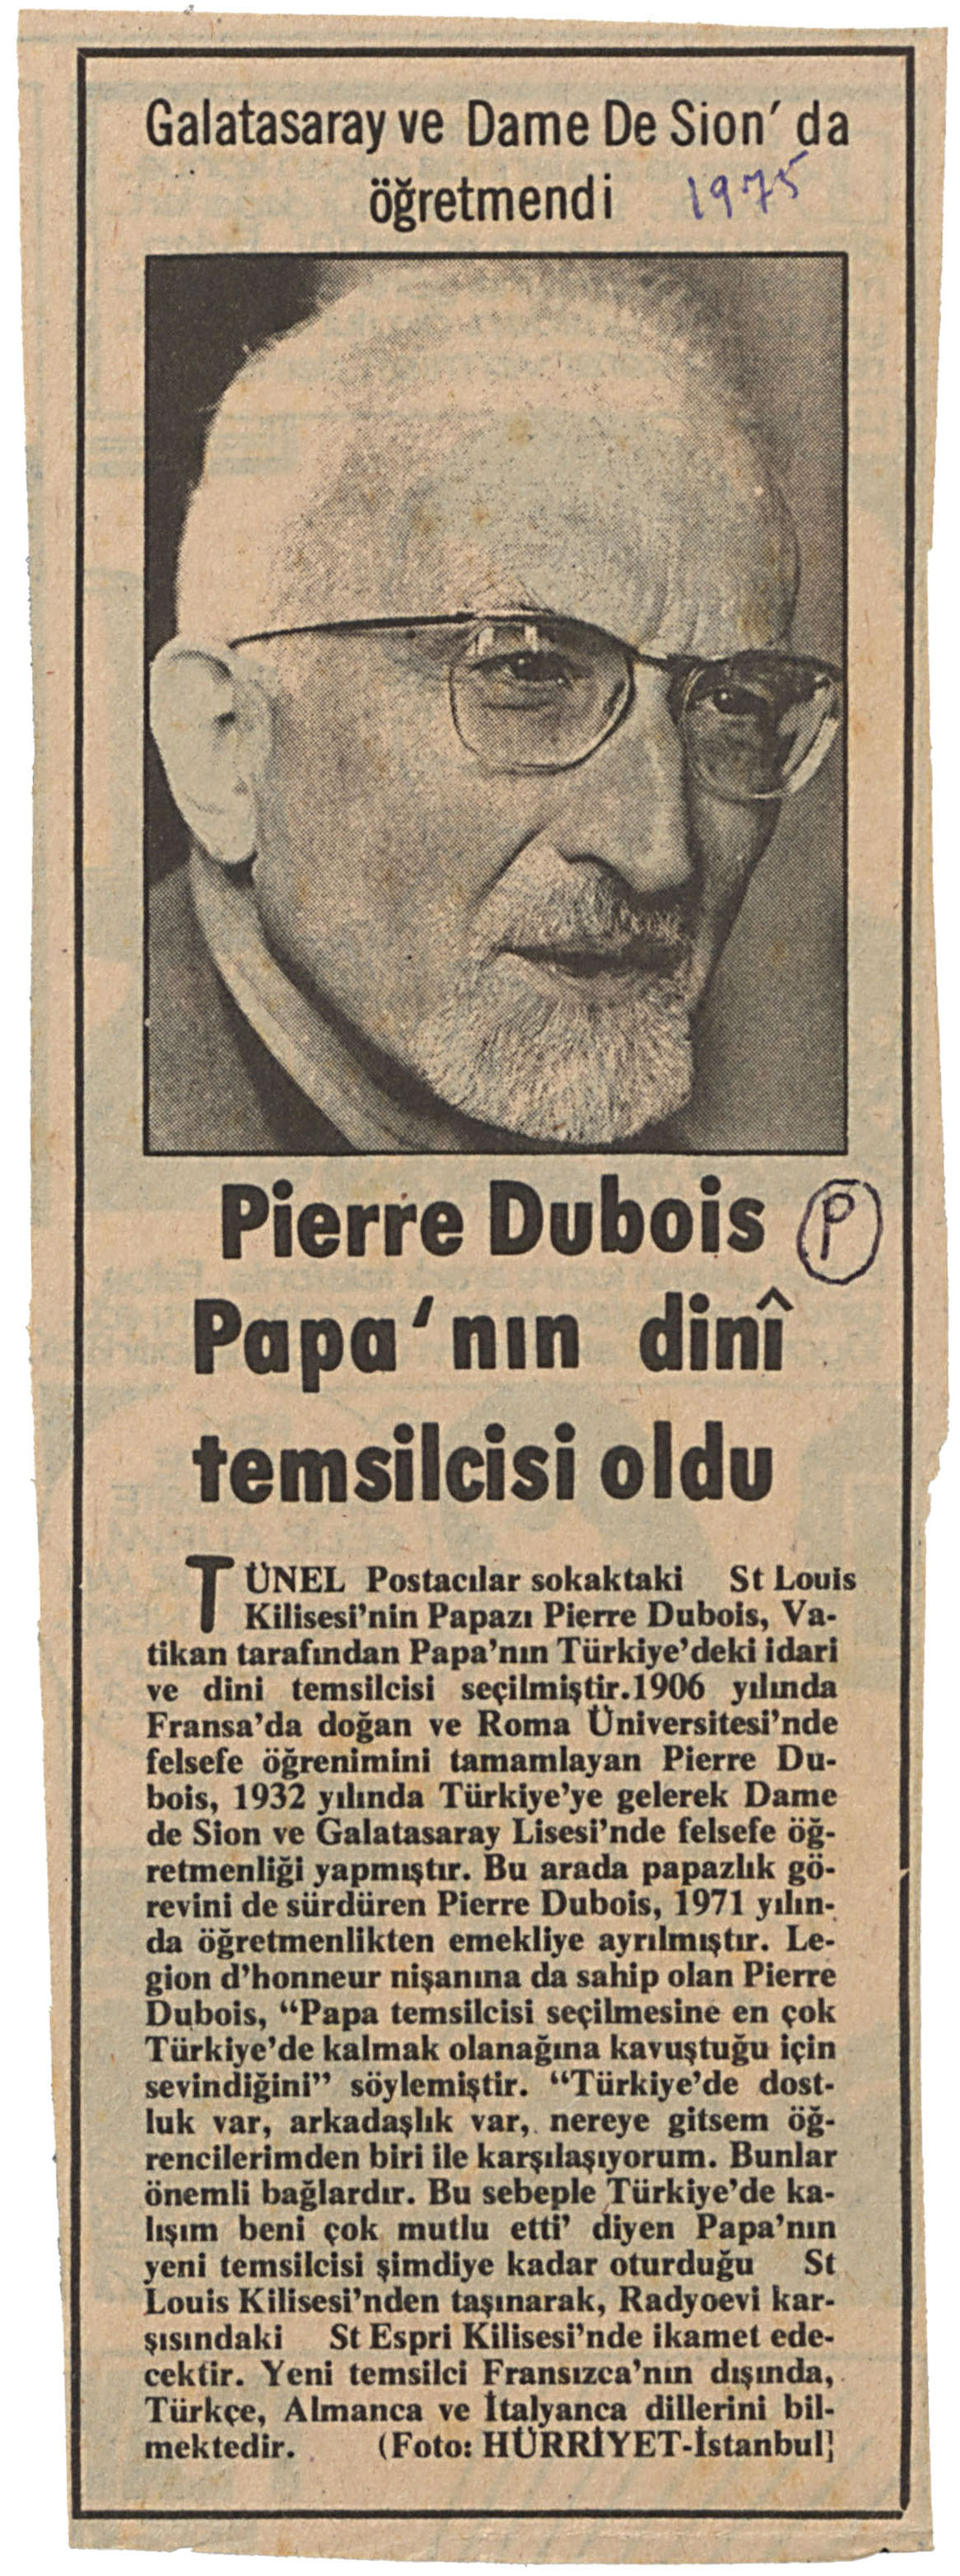 Galatasaray ve Dame De Sion' da
öğretmendi 1975
Pierre Dubois P
Papa'nın dinî
temsilcisi oldu
TÜNEL Postacılar sokaktaki St Louis
Kilisesi'nin Papazı Pierre Dubois, Va-
tikan tarafından Papa'nın Türkiye'deki idari
ve dini temsilcisi seçilmiştir.1906 yılında
Fransa'da doğan ve Roma Üniversitesi'nde
felsefe öğrenimini tamamlayan Pierre Du-
bois, 1932 yılında Türkiye'ye gelerek Dame
de Sion ve Galatasaray Lisesi'nde felsefe öğ-
retmenliği yapmıştır. Bu arada papazlık gö-
revini de sürdüren Pierre Dubois, 1971 yılın-
da öğretmenlikten emekliye ayrılmıştır. Le-
gion d'honneur nişanına da sahip olan Pierre
Dubois, “Papa temsilcisi seçilmesine en çok
Türkiye'de kalmak olanağına kavuştuğu için
sevindiğini” söylemiştir. “Türkiye'de dost-
luk var, arkadaşlık var, nereye gitsem öğ-
rencilerimden biri ile karşılaşıyorum. Bunlar
önemli bağlardır. Bu sebeple Türkiye'de ka-
lışım beni çok mutlu etti' diyen Papa'nın
yeni temsilcisi şimdiye kadar oturduğu St
Louis Kilisesi'nden taşınarak, Radyoevi kar-
şısındaki St Espri Kilisesi'nde ikamet ede-
cektir. Yeni temsilci Fransızca'nın dışında,
Türkçe, Almanca ve İtalyanca dillerini bil-
mektedir. (Foto: HÜRRİYET-İstanbul]